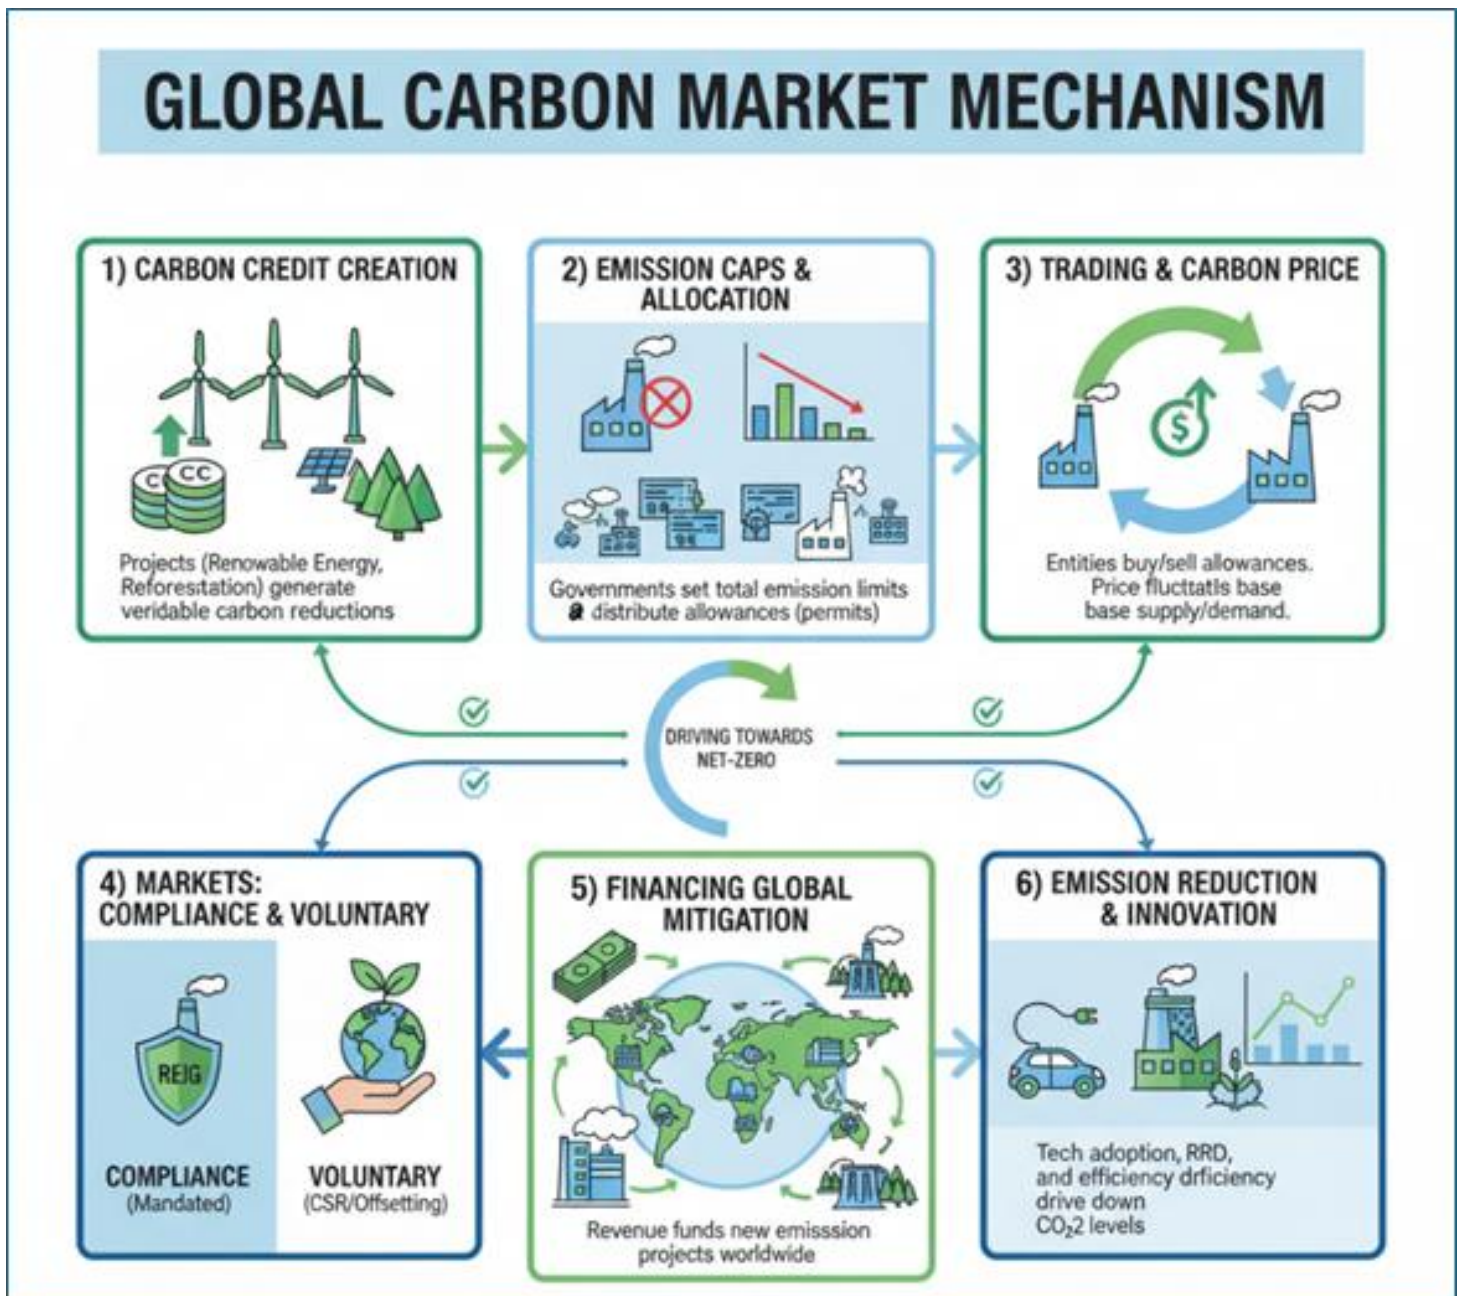 GLOBAL CARBON MARKET MECHANISM
1) CARBON CREDIT CREATION
CC
Projects (Renowable Energy,
Reforestation) generate
veridable carbon reductions
2) EMISSION CAPS &
ALLOCATION
Governments set total emission limits
distribute allowances (permits)
3) TRADING & CARBON PRICE
$
Entities buy/sell allowances.
Price fluctatls base
base supply/demand.
DRIVING TOWARDS
NET-ZERO
4) MARKETS:
COMPLIANCE & VOLUNTARY
REJG
COMPLIANCE
(Mandated)
VOLUNTARY
(CSR/Offsetting)
5) FINANCING GLOBAL
MITIGATION
Revenue funds new emisssion
projects worldwide
6) EMISSION REDUCTION
& INNOVATION
Tech adoption, RRD,
and efficiency drficiency
drive down
CO₂2 levels